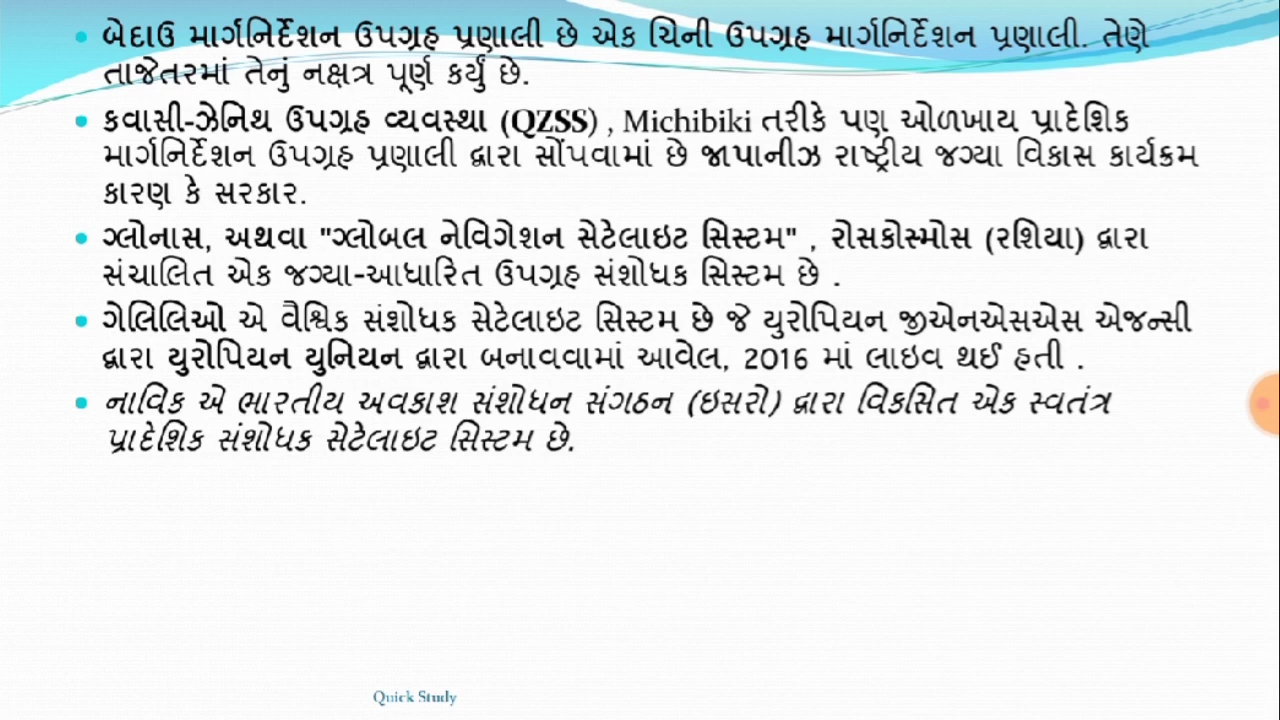 બેદાઉ માર્ગનિર્દેશન ઉપગ્રહ પ્રણાલી છે એક ચિની ઉપગ્રહ માર્ગનિર્દેશન પ્રણાલી. તેણે
તાજેતરમાં તેનું નક્ષત્ર પૂર્ણ કર્યું છે.
કવાસી-ઝેનિથ ઉપગ્રહ વ્યવસ્થા (QZSS) , Michibiki તરીકે પણ ઓળખાય પ્રાદેશિક
માર્ગનિર્દેશન ઉપગ્રહ પ્રણાલી દ્વારા સોંપવામાં છે જાપાનીઝ રાષ્ટ્રીય જગ્યા વિકાસ કાર્યક્રમ
કારણ કે સરકાર.
ગ્લોનાસ, અથવા "ગ્લોબલ નેવિગેશન સેટેલાઇટ સિસ્ટમ" , રોસકોસ્મોસ (રશિયા) દ્વારા
સંચાલિત એક જગ્યા-આધારિત ઉપગ્રહ સંશોધક સિસ્ટમ છે .
ગેલિલિઓ એ વૈશ્વિક સંશોધક સેટેલાઇટ સિસ્ટમ છે જે યુરોપિયન જીએનએસએસ એજન્સી
દ્વારા યુરોપિયન યુનિયન દ્વારા બનાવવામાં આવેલ, 2016 માં લાઇવ થઈ હતી .
નાવિક એ ભારતીય અવકાશ સંશોધન સંગઠન (ઇસરો) દ્વારા વિકસિત એક સ્વતંત્ર
પ્રાદેશિક સંશોધક સેટેલાઇટ સિસ્ટમ છે.
Quick Study